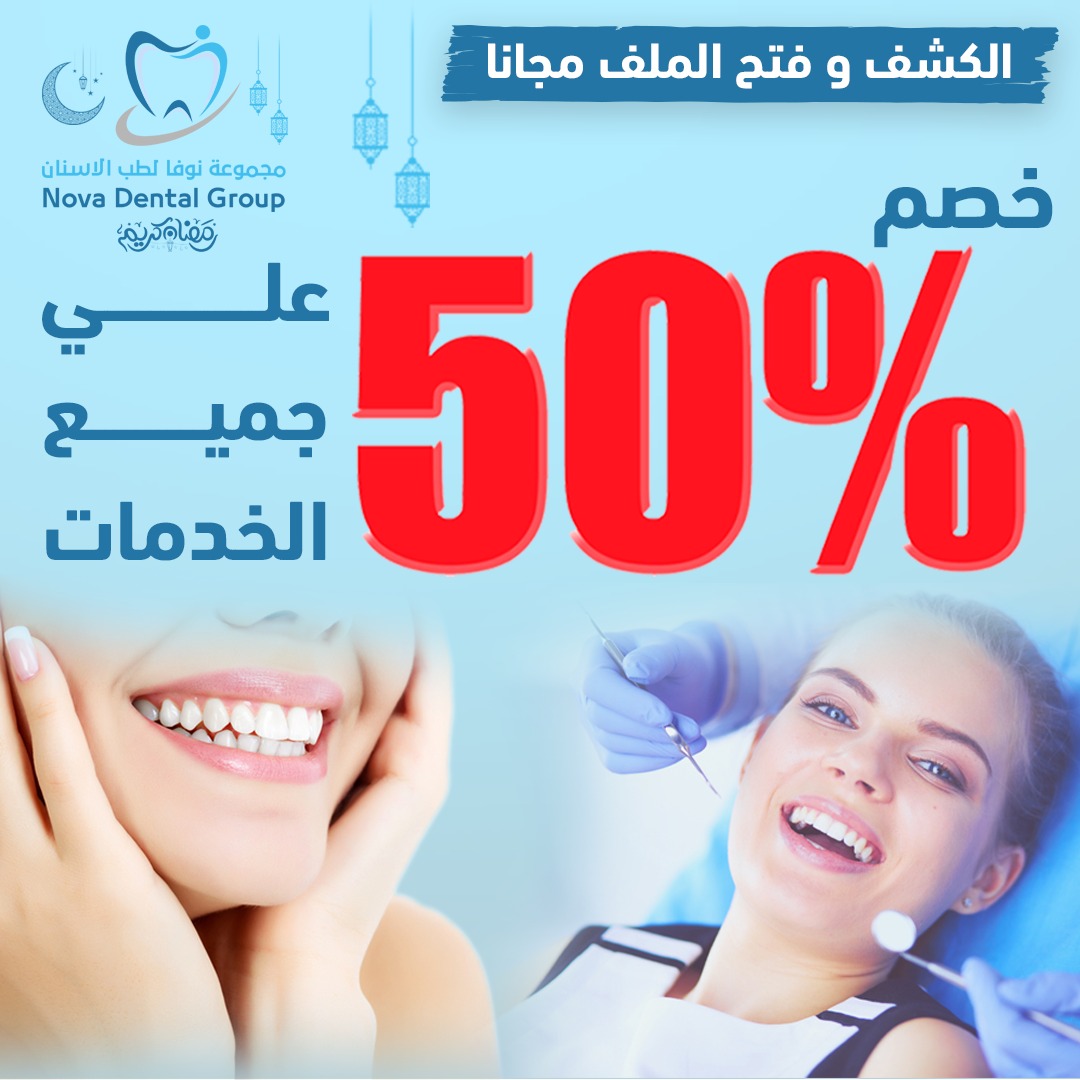 الكشف و فتح الملف مجانا
مجموعة نوفا لطب الاسنان
Nova Dental Group
رمضان كريم
خصم
50%
علي
جميع
الخدمات